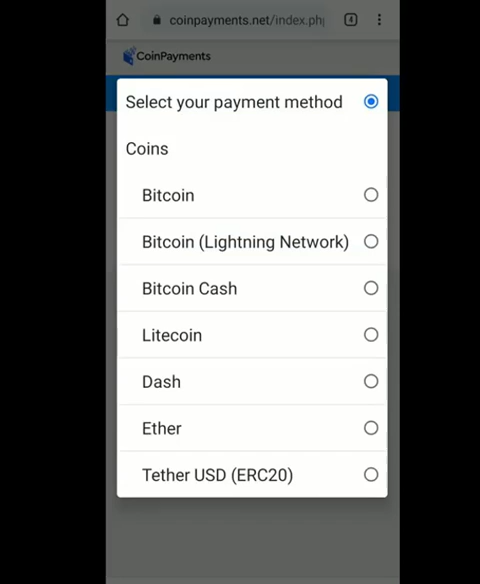 coinpayments.net/index.ph
4
CoinPayments
Select your payment method
Coins
Bitcoin
Bitcoin (Lightning Network)
Bitcoin Cash
Litecoin
Dash
Ether
Tether USD (ERC20)